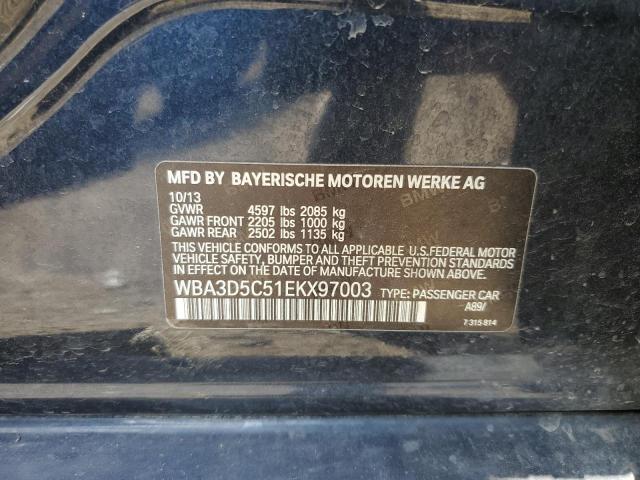 MFD BY BAYERISCHE MOTOREN WERKE AG
10/13
GVWR 4597 lbs 2085 kg
GAWR FRONT 2205 lbs 1000 kg
GAWR REAR 2502 lbs 1135 kg
THIS VEHICLE CONFORMS TO ALL APPLICABLE U.S.FEDERAL MOTOR
VEHICLE SAFETY, BUMPER AND THEFT PREVENTION STANDARDS
IN EFFECT ON THE DATE OF MANUFACTURE SHOWN ABOVE.
WBA3D5C51EKX97003 TYPE: PASSENGER CAR
A89/
7 315 814